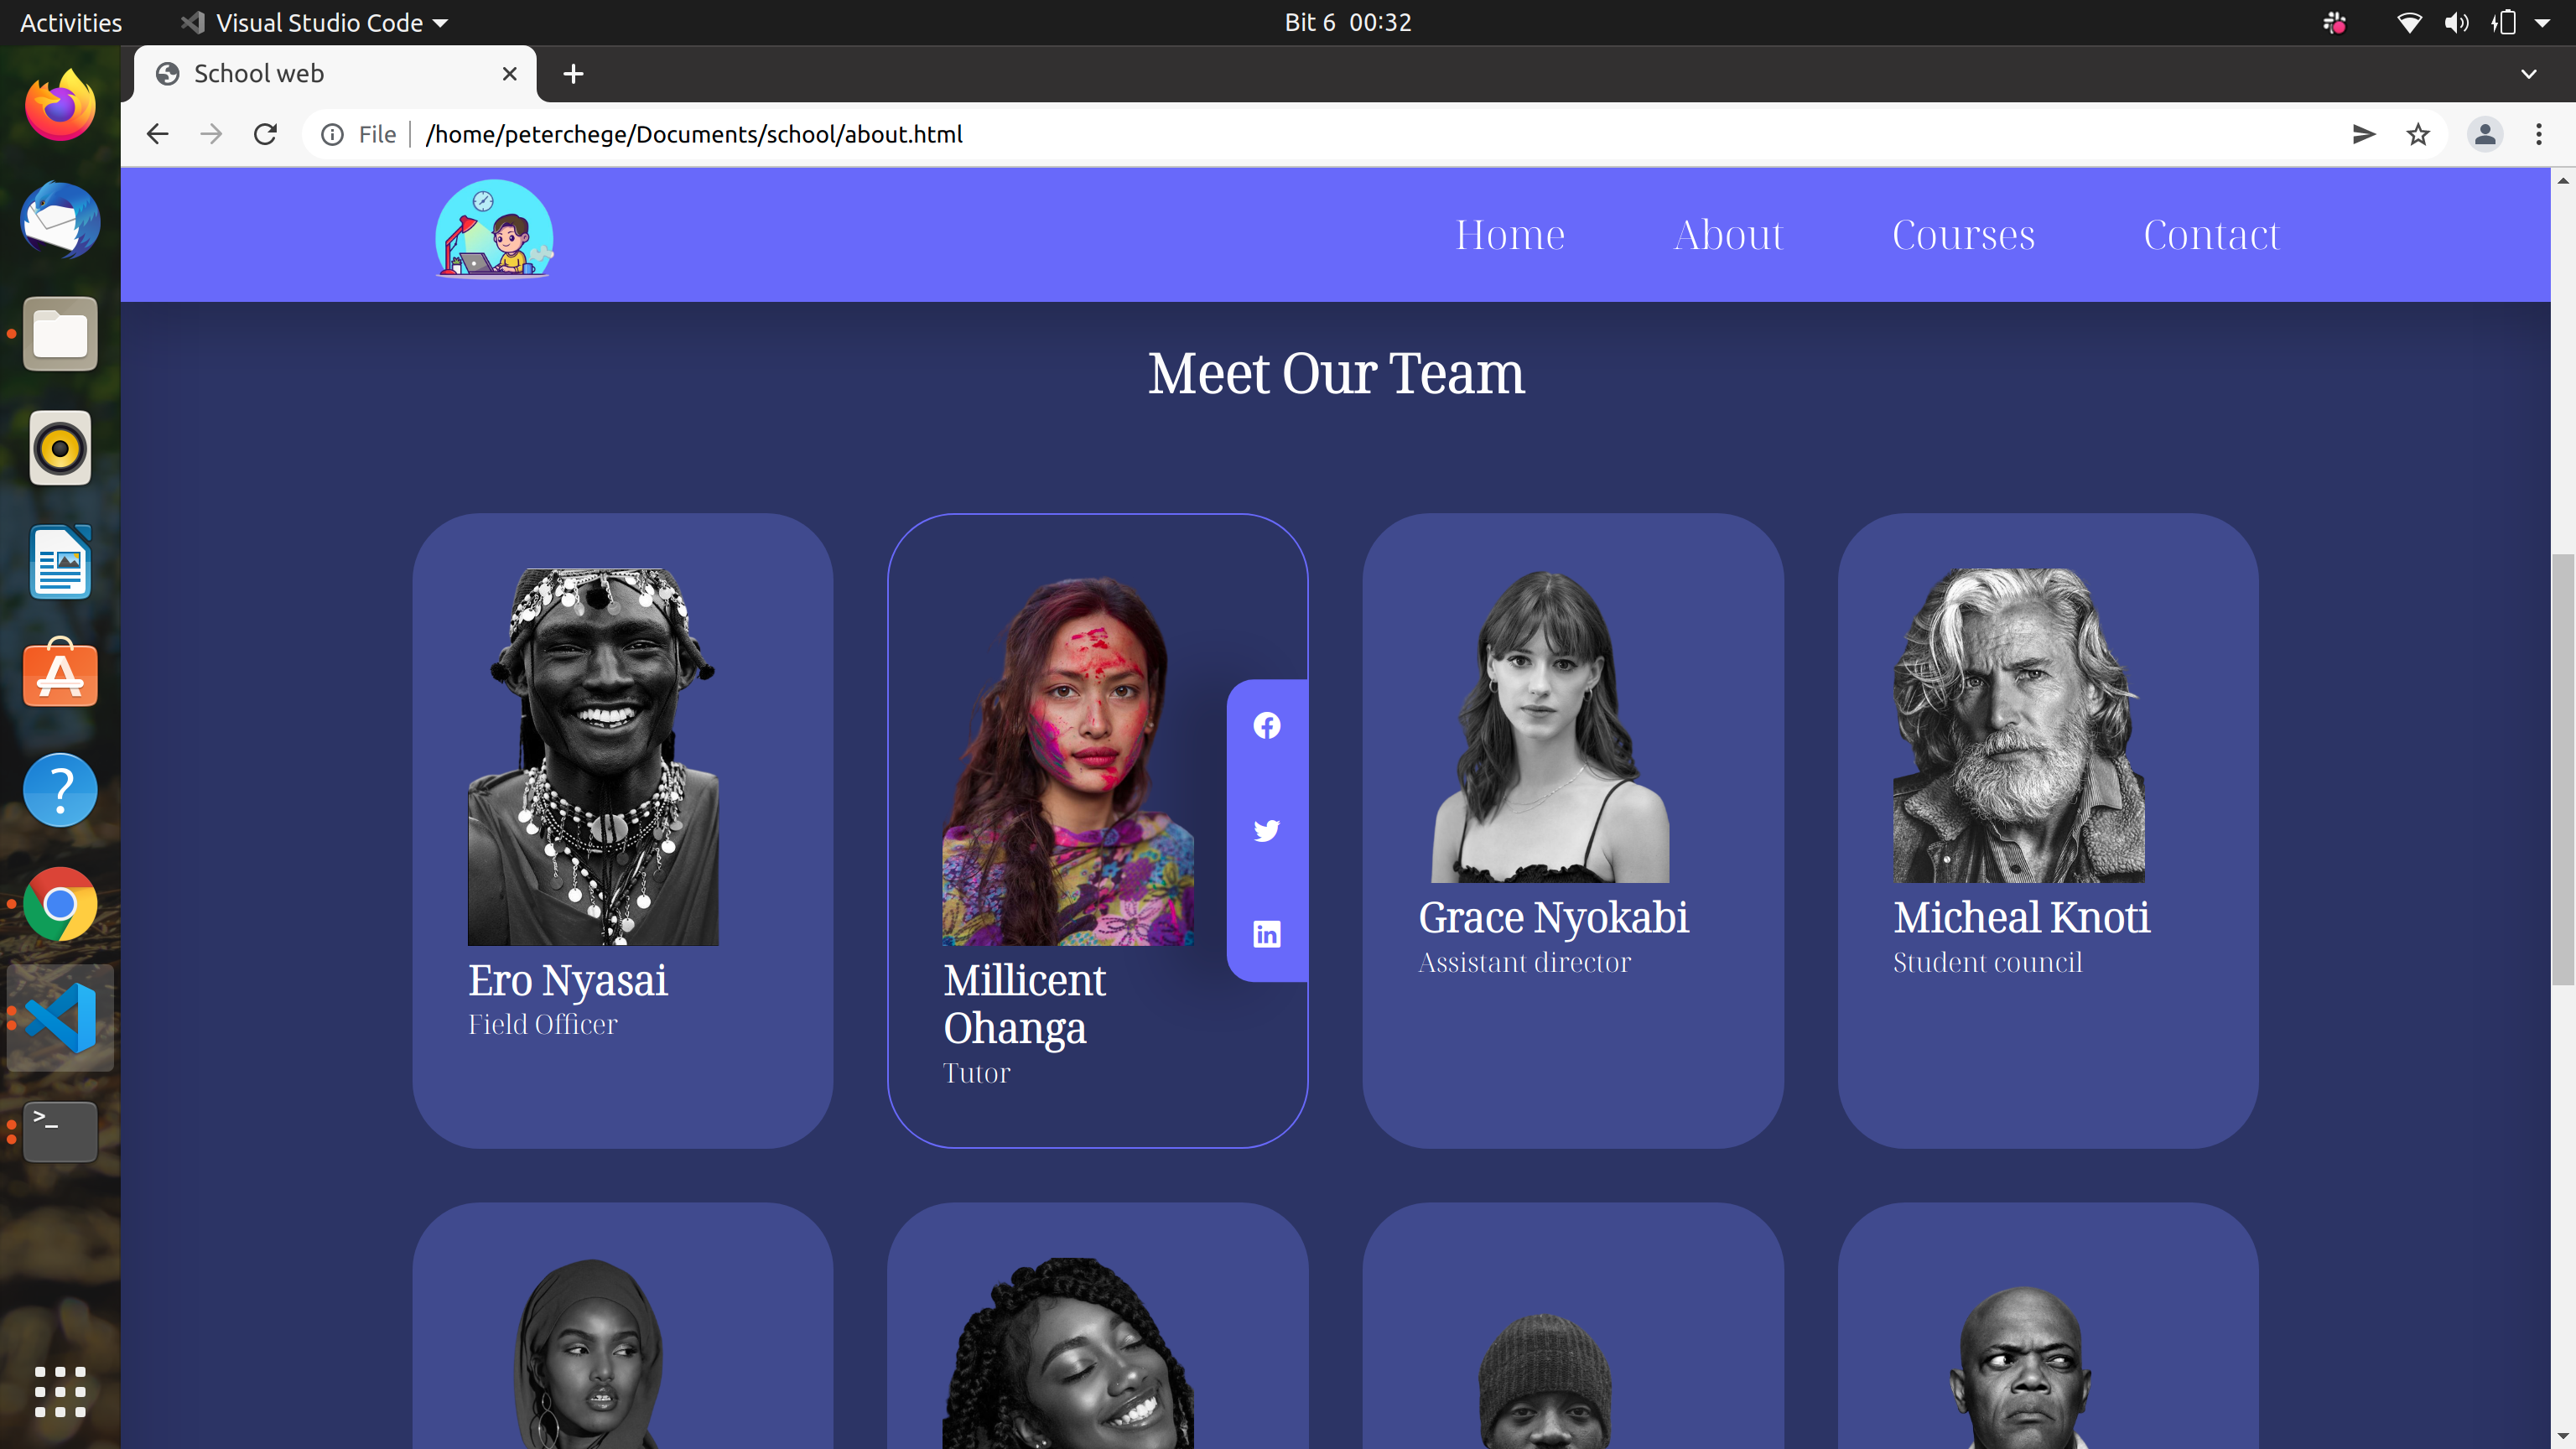 Activities
Visual Studio Code
Bit 6 00:32
School web
File
/home/peterchege/Documents/school/about.html
Home
About
Courses
Contact
Meet Our Team
Ero Nyasai
Field Officer
Millicent
Ohanga
Tutor
Grace Nyokabi
Assistant director
Micheal Knoti
Student council